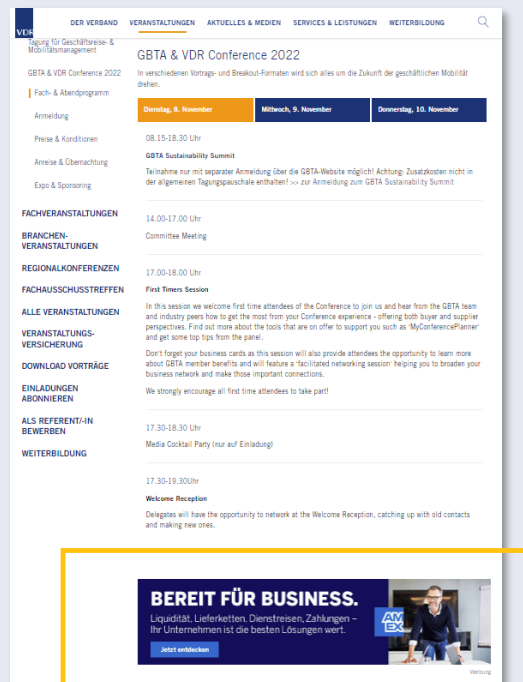 VDR
DER VERBAND VERANSTALTUNGEN AKTUELLES & MEDIEN SERVICES & LEISTUNGEN WEITERBILDUNG
Tagung für Geschäftsreise- &
Mobilitätsmanagement
GBTA & VDR Conference 2022
Fach- & Abendprogramm
Anmeldung
Preise & Konditionen
Anreise & Übernachtung
Expo & Sponsoring
FACHVERANSTALTUNGEN
BRANCHEN-
VERANSTALTUNGEN
REGIONALKONFERENZEN
FACHAUSSCHUSSTREFFEN
ALLE VERANSTALTUNGEN
VERANSTALTUNGS-
VERSICHERUNG
DOWNLOAD VORTRÄGE
EINLADUNGEN
ABONNIEREN
ALS REFERENT/-IN
BEWERBEN
WEITERBILDUNG
GBTA & VDR Conference 2022
In verschiedenen Vortrags- und Breakout-Formaten wird sich alles um die Zukunft der geschäftlichen Mobilität
drehen.
Dienstag, 8. November Mittwoch, 9. November Donnerstag, 10. November
08.15-18.30 Uhr
GBTA Sustainability Summit
Teilnahme nur mit separater Anmeldung über die GBTA-Website möglich! Achtung: Zusatzkosten nicht in
der allgemeinen Tagungspauschale enthalten! >> zur Anmeldung zum GBTA Sustainability Summit
14.00-17.00 Uhr
Committee Meeting
17.00-18.00 Uhr
First Timers Session
In this session we welcome first time attendees of the Conference to join us and hear from the GBTA team
and industry peers how to get the most from your Conference experience - offering both buyer and supplier
perspectives. Find out more about the tools that are on offer to support you such as 'MyConferencePlanner'
and get some top tips from the panel.
Don't forget your business cards as this session will also provide attendees the opportunity to learn more
about GBTA member benefits and will feature a 'facilitated networking session' helping you to broaden your
business network and make those important connections.
We strongly encourage all first time attendees to take part!
17.30-18.30 Uhr
Media Cocktail Party (nur auf Einladung)
17.30-19.30Uhr
Welcome Reception
Delegates will have the opportunity to network at the Welcome Reception, catching up with old contacts
and making new ones.
BEREIT FÜR BUSINESS.
Liquidität, Lieferketten, Dienstreisen, Zahlungen –
Ihr Unternehmen ist die besten Lösungen wert.
Jetzt entdecken
AM
EX
Werbung